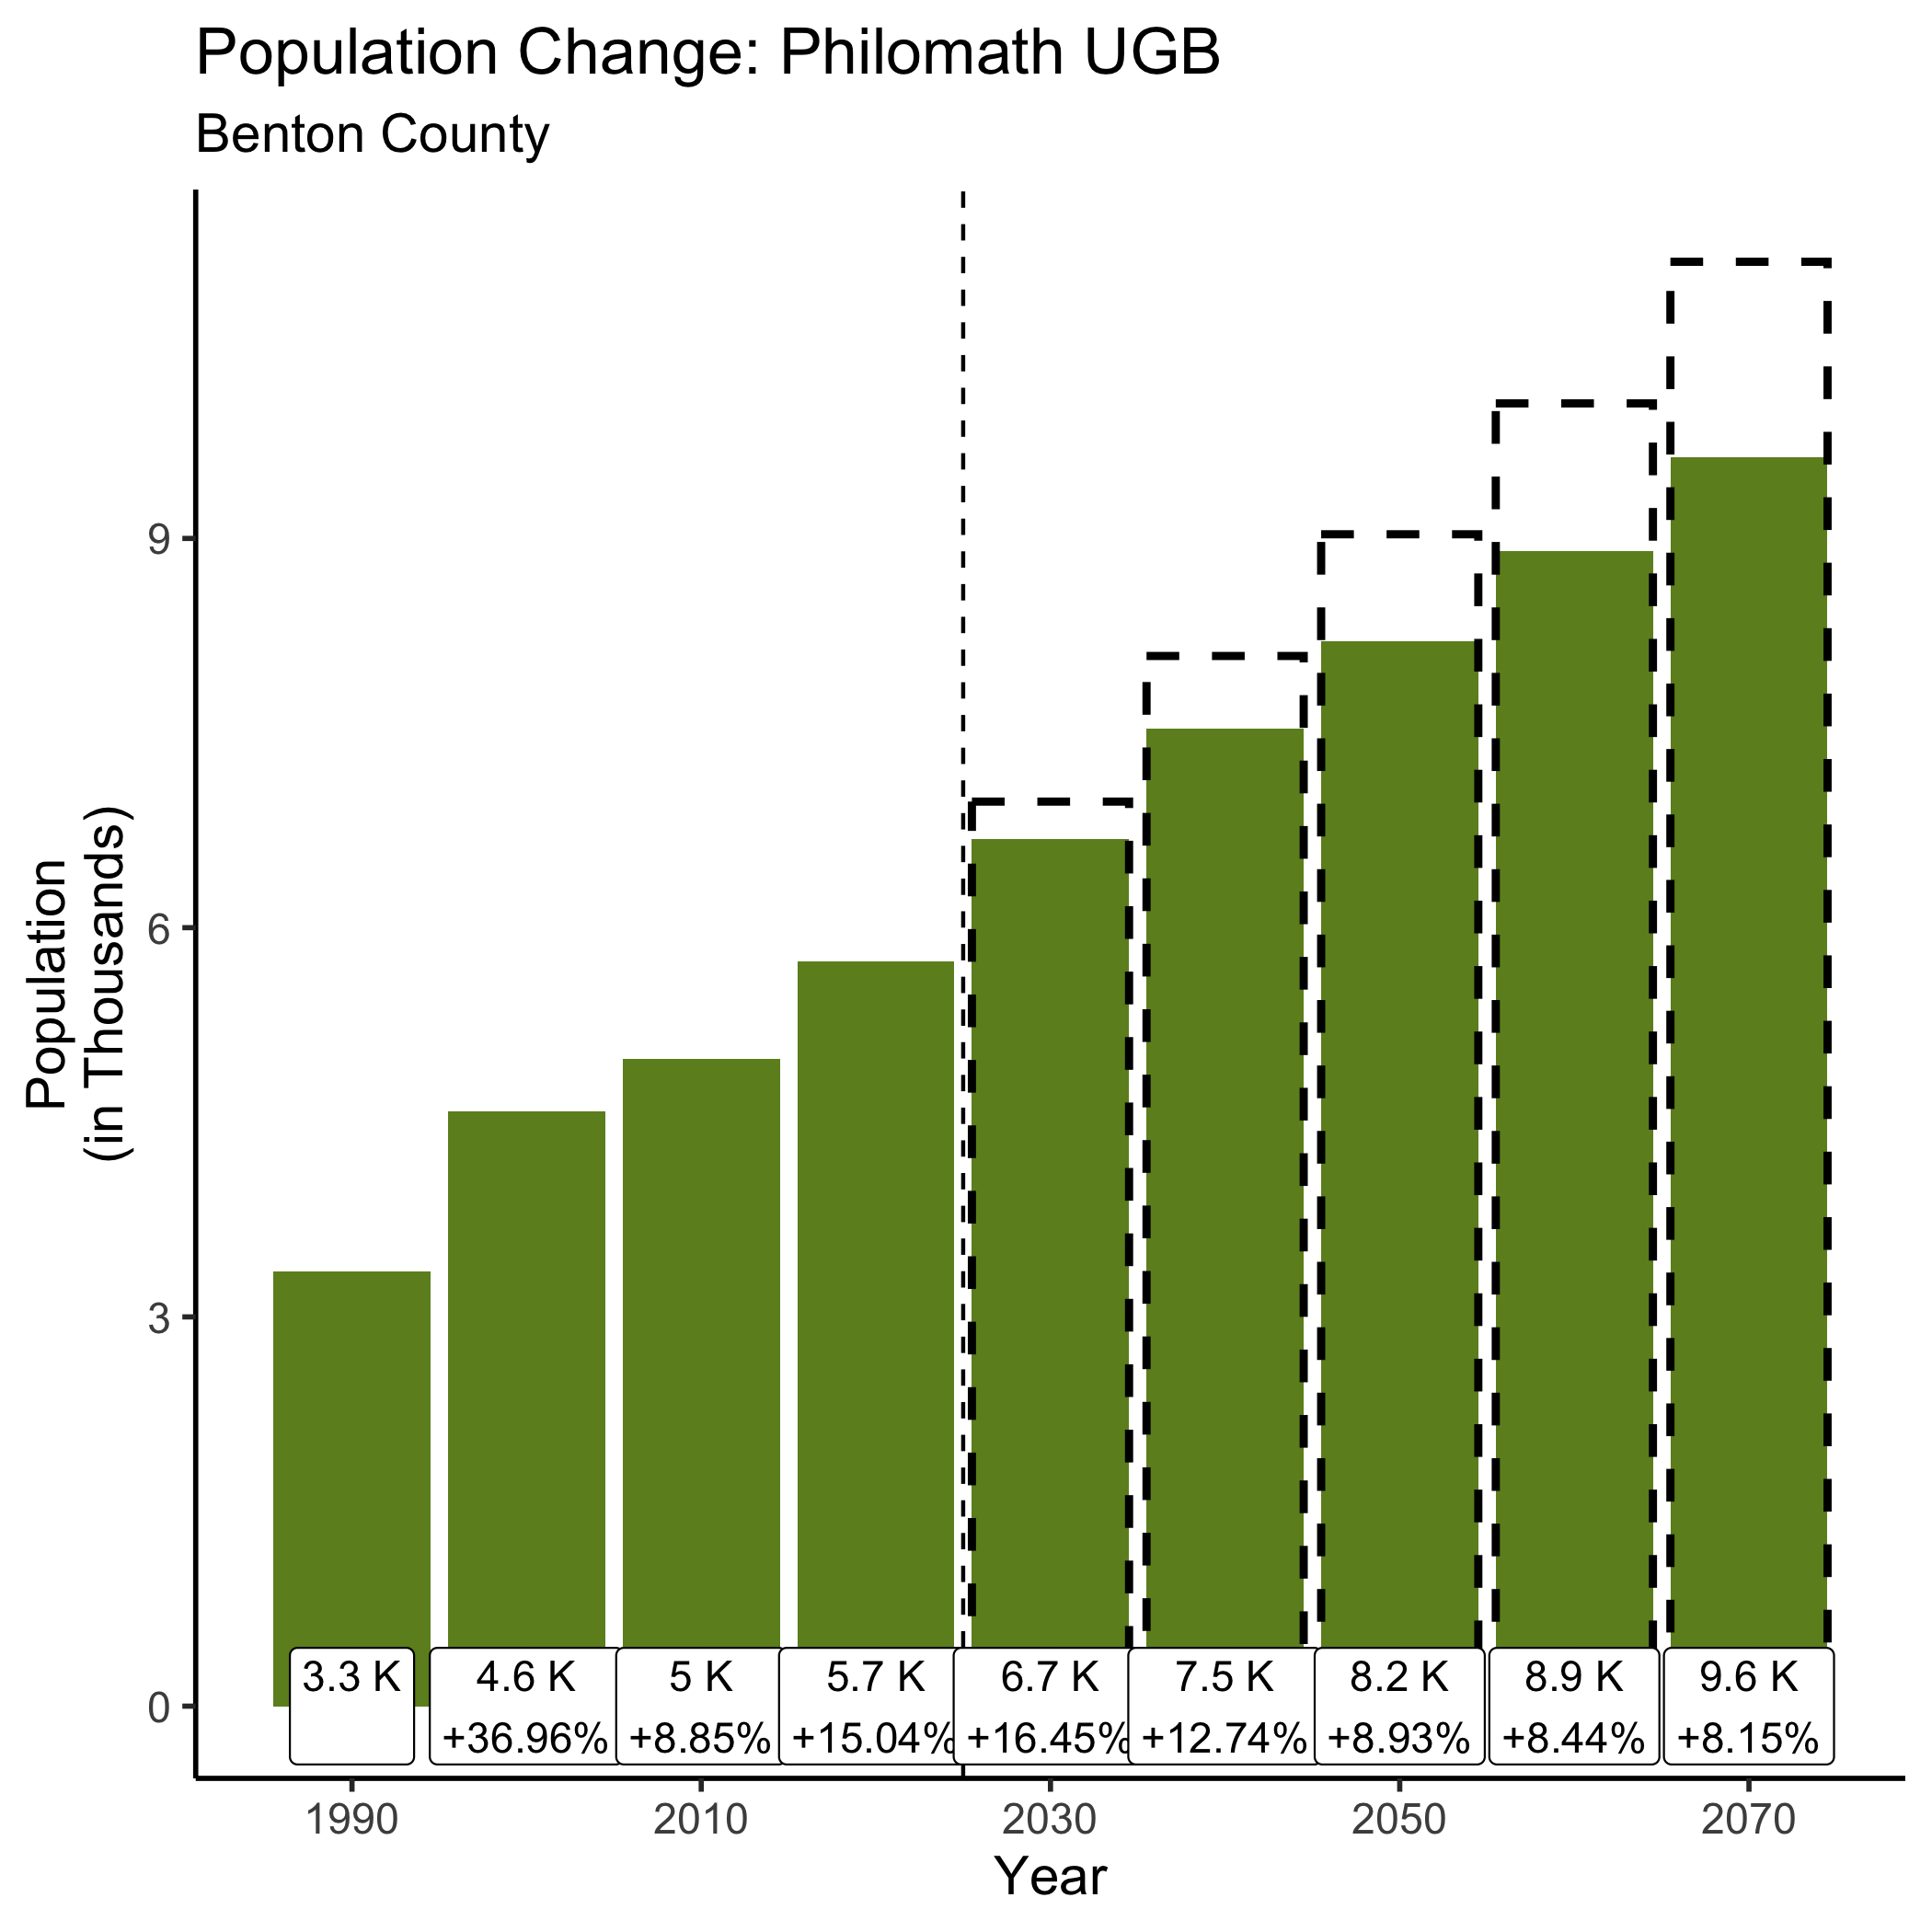 Population Change: Philomath UGB
Benton County
Population
(in Thousands)
9
6
3
0
3.3 K
4.6 K
+36.96%
5 K
+8.85%
5.7 K
+15.04%
6.7 K
+16.45%
7.5 K
+12.74%
8.2 K
+8.93%
8.9 K
+8.44%
9.6 K
+8.15%
1990
2010
2030
2050
2070
Year